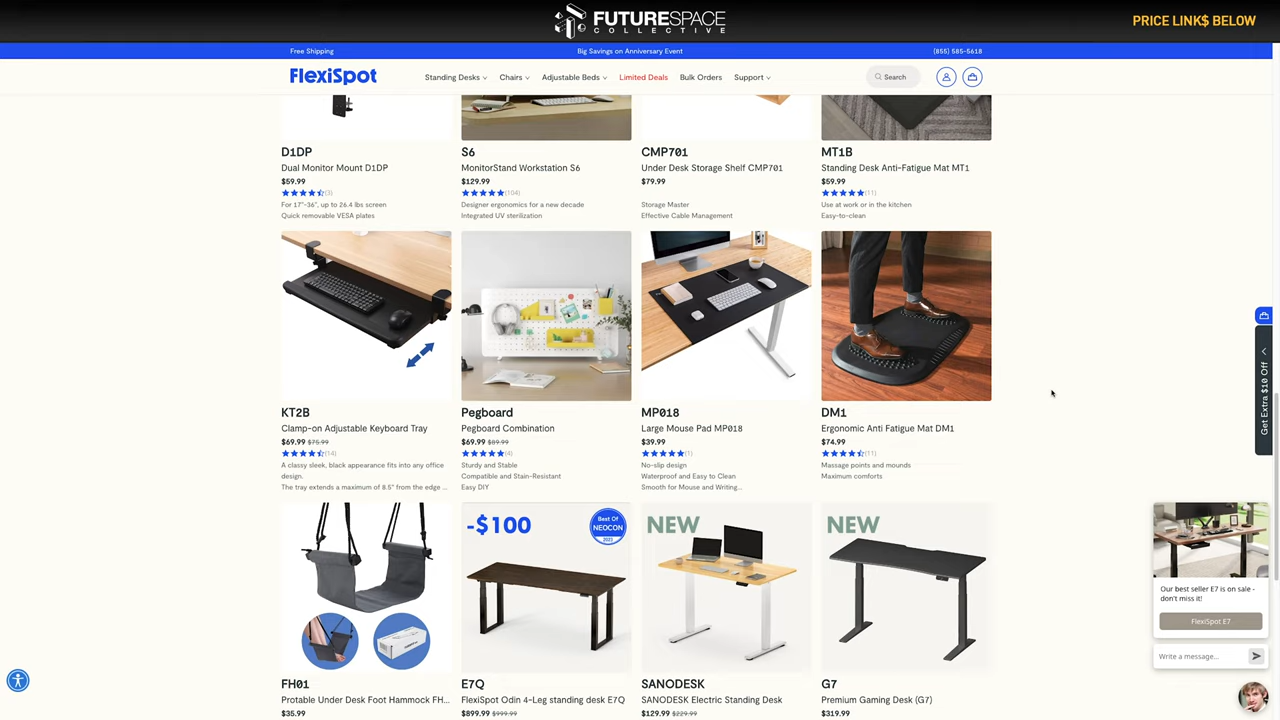 FUTURESPACE
COLLECTIVE
PRICE LINK$ BELOW
Free Shipping
Big Savings on Anniversary Event
(855) 585-5618
FlexiSpot
Standing Desks
Chairs
Adjustable Beds
Limited Deals
Bulk Orders
Support
Search
D1DP
Dual Monitor Mount D1DP
$59.99
(3)
For 17"-36", up to 26.4 lbs screen
Quick removable VESA plates
S6
MonitorStand Workstation S6
$129.99
(104)
Designer ergonomics for a new decade
Integrated UV sterilization
CMP701
Under Desk Storage Shelf CMP701
$79.99
Storage Master
Effective Cable Management
MT1B
Standing Desk Anti-Fatigue Mat MT1
$59.99
(11)
Use at work or in the kitchen
Easy-to-clean
KT2B
Clamp-on Adjustable Keyboard Tray
$69.99 $75.99
(14)
A classy sleek, black appearance fits into any office
design.
The tray extends a maximum of 8.5" from the edge ...
Pegboard
Pegboard Combination
$69.99 $89.99
(4)
Sturdy and Stable
Compatible and Stain-Resistant
Easy DIY
MP018
Large Mouse Pad MP018
$39.99
(1)
No-slip design
Waterproof and Easy to Clean
Smooth for Mouse and Writing...
DM1
Ergonomic Anti Fatigue Mat DM1
$74.99
(11)
Massage points and mounds
Maximum comforts
FH01
Protable Under Desk Foot Hammock FH...
$35.99
-$100
Best Of
NEOCON
E7Q
FlexiSpot Odin 4-Leg standing desk E7Q
$899.99 $999.99
NEW
SANODESK
SANODESK Electric Standing Desk
$129.99 $229.99
NEW
G7
Premium Gaming Desk (G7)
$319.99
Get Extra $10 Off
Our best seller E7 is on sale -
don't miss it!
FlexiSpot E7
Write a message...